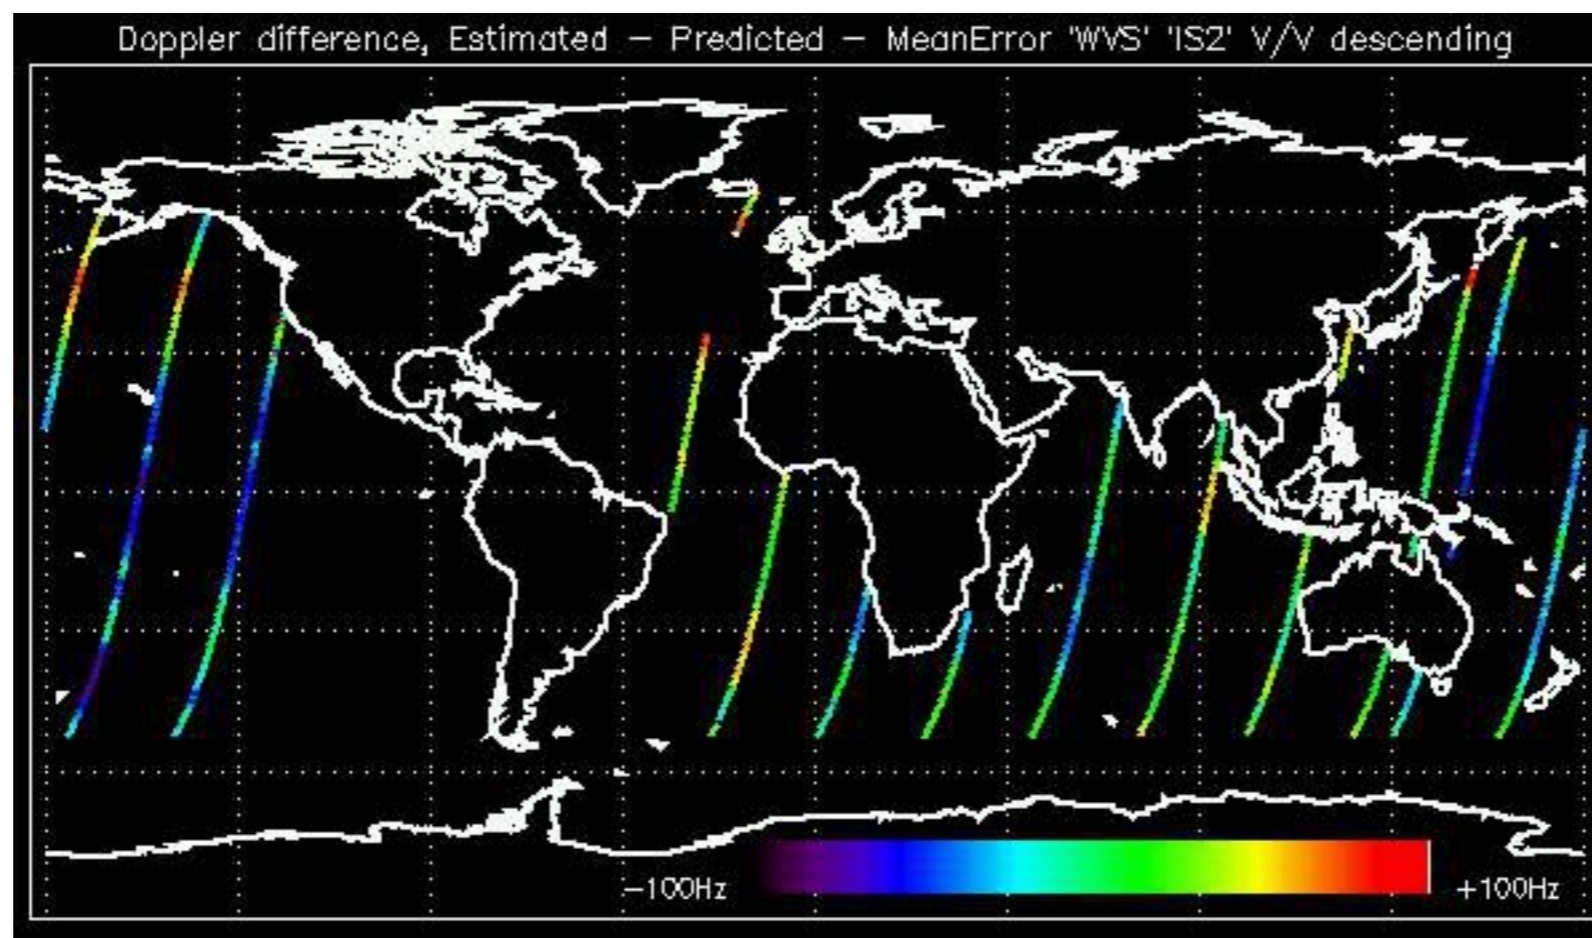 Doppler difference, Estimated - Predicted - MeanError 'WVS' 'IS2' V/V descending
-100Hz
+100Hz